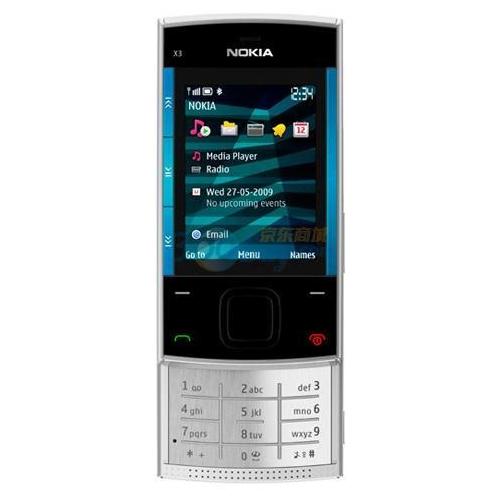 X3 NOKIA
12:34
NOKIA
12
Media Player
Radio
Wed 27-05-2009
No upcoming events
京东商城
Email
Go to Menu Names
1 2 abc def 3
4 ghi 5 jkl mno 6
7 pqrs 8 tuv wxyz 9
* + 0 #